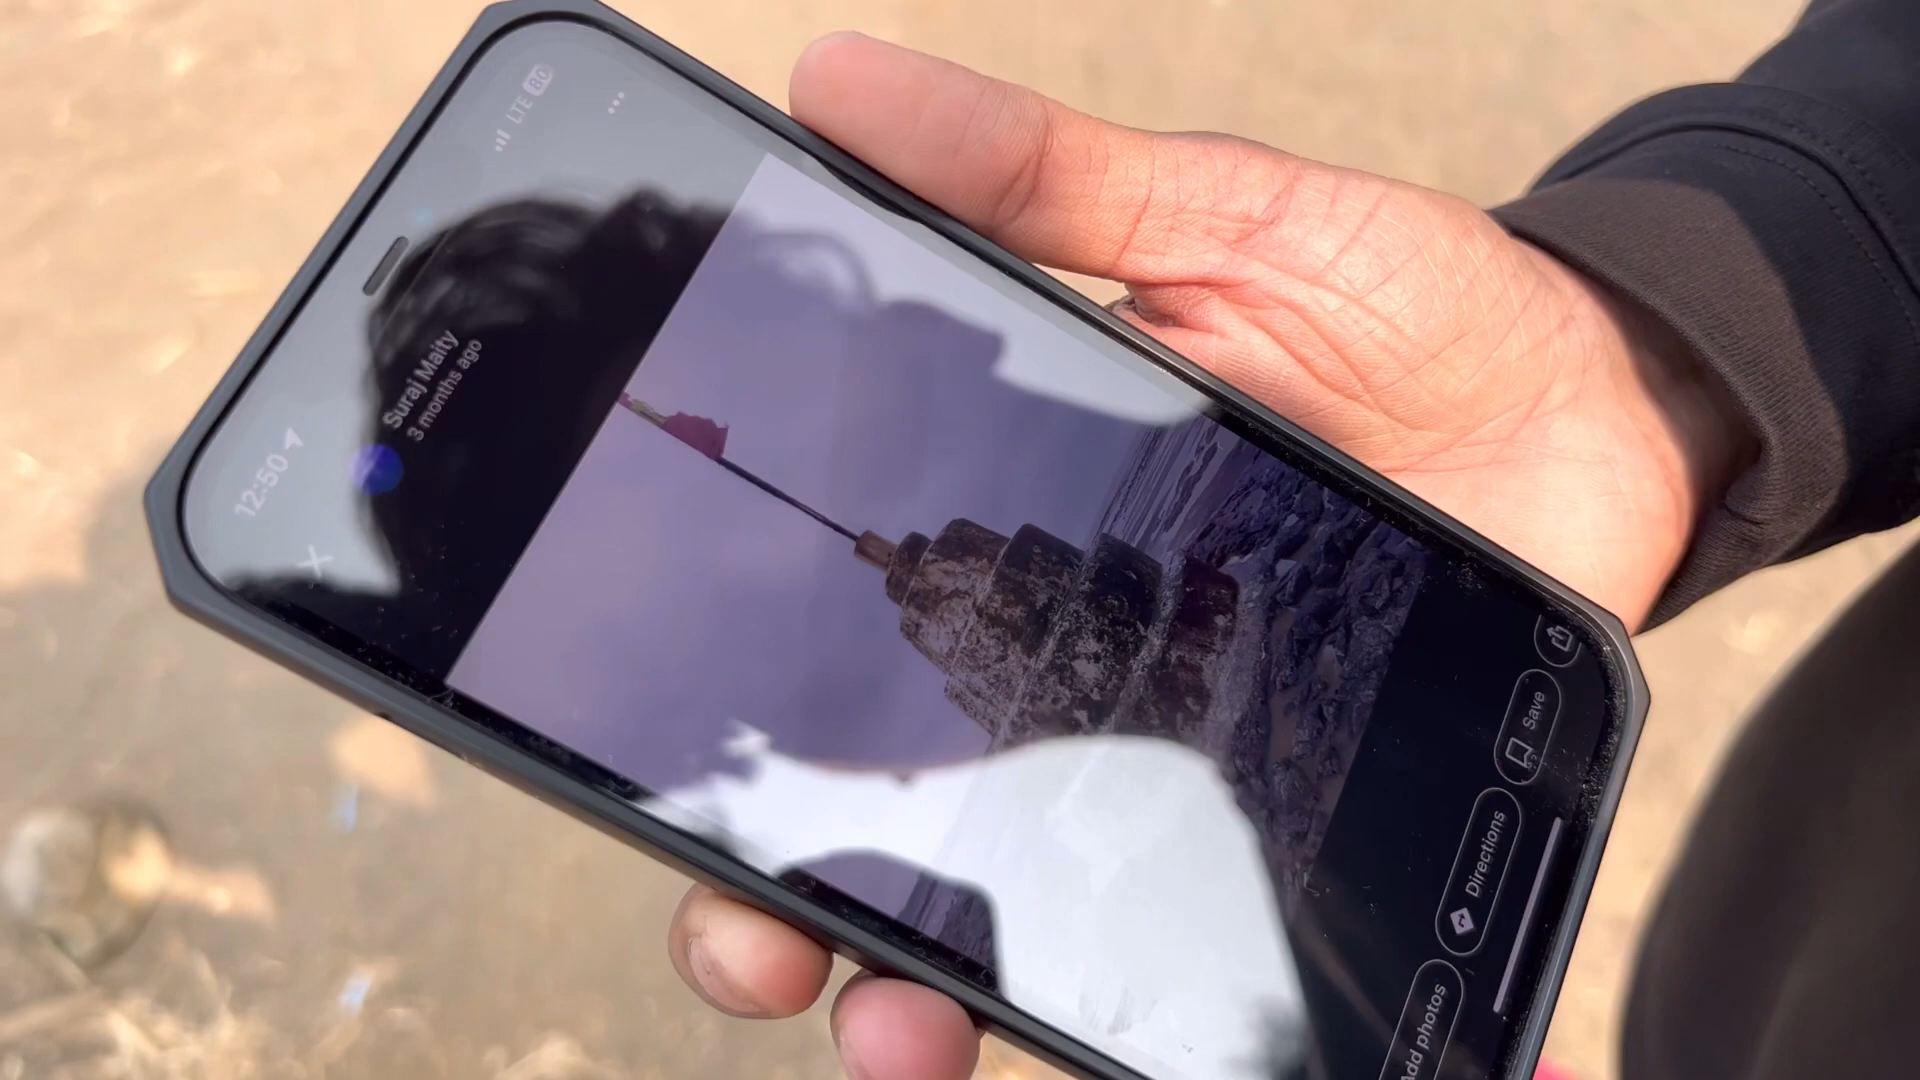 12:50
LTE 80
Suraj Maity
3 months ago
Add photos
Directions
Save